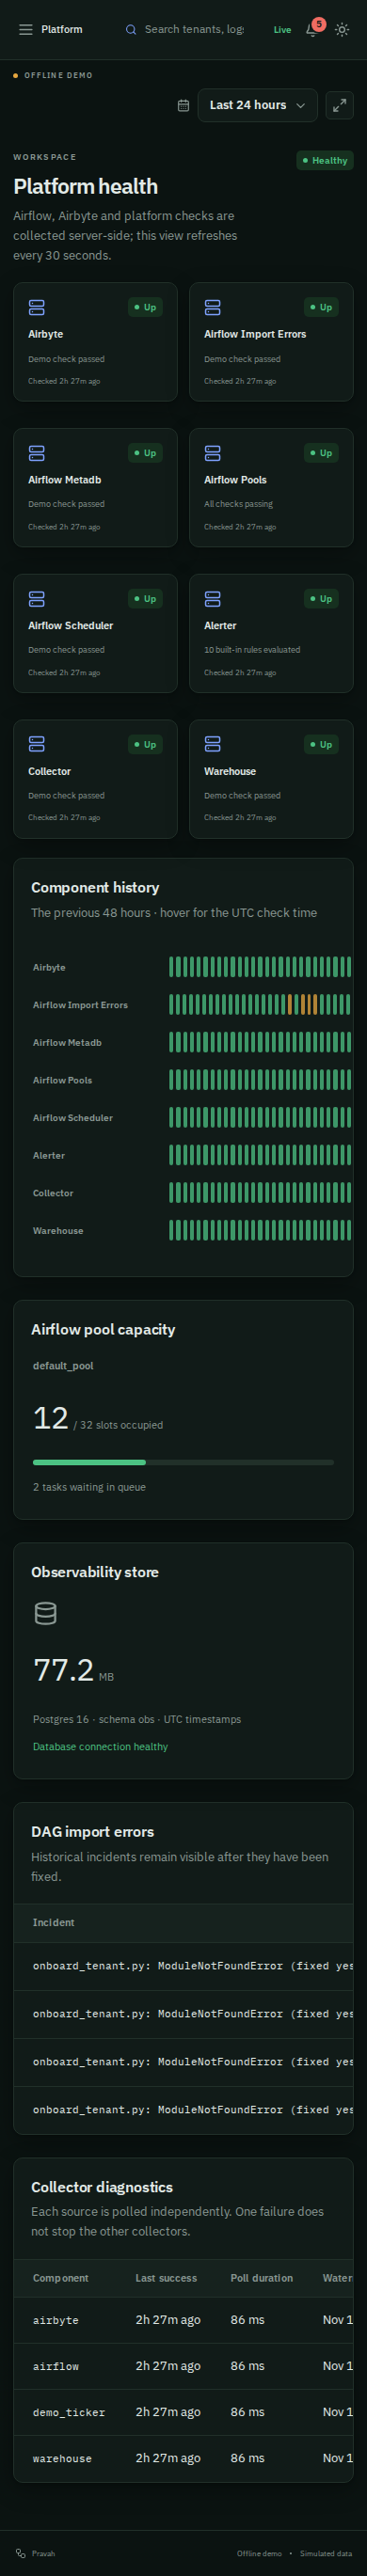 Platform
Search tenants, logs
Live
5
OFFLINE DEMO
Last 24 hours
WORKSPACE
Healthy
Platform health
Airflow, Airbyte and platform checks are
collected server-side; this view refreshes
every 30 seconds.
Up
Airbyte
Demo check passed
Checked 2h 27m ago
Up
Airflow Import Errors
Demo check passed
Checked 2h 27m ago
Up
Airflow Metadb
Demo check passed
Checked 2h 27m ago
Up
Airflow Pools
All checks passing
Checked 2h 27m ago
Up
Airflow Scheduler
Demo check passed
Checked 2h 27m ago
Up
Alerter
10 built-in rules evaluated
Checked 2h 27m ago
Up
Collector
Demo check passed
Checked 2h 27m ago
Up
Warehouse
Demo check passed
Checked 2h 27m ago
Component history
The previous 48 hours · hover for the UTC check time
Airbyte
Airflow Import Errors
Airflow Metadb
Airflow Pools
Airflow Scheduler
Alerter
Collector
Warehouse
Airflow pool capacity
default_pool
12 / 32 slots occupied
2 tasks waiting in queue
Observability store
77.2 MB
Postgres 16 · schema obs · UTC timestamps
Database connection healthy
DAG import errors
Historical incidents remain visible after they have been
fixed.
Incident
onboard_tenant.py: ModuleNotFoundError (fixed yes
onboard_tenant.py: ModuleNotFoundError (fixed yes
onboard_tenant.py: ModuleNotFoundError (fixed yes
onboard_tenant.py: ModuleNotFoundError (fixed yes
Collector diagnostics
Each source is polled independently. One failure does
not stop the other collectors.
Component Last success Poll duration Water
airbyte 2h 27m ago 86 ms Nov 1
airflow 2h 27m ago 86 ms Nov 1
demo_ticker 2h 27m ago 86 ms Nov 1
warehouse 2h 27m ago 86 ms Nov 1
Pravah
Offline demo • Simulated data